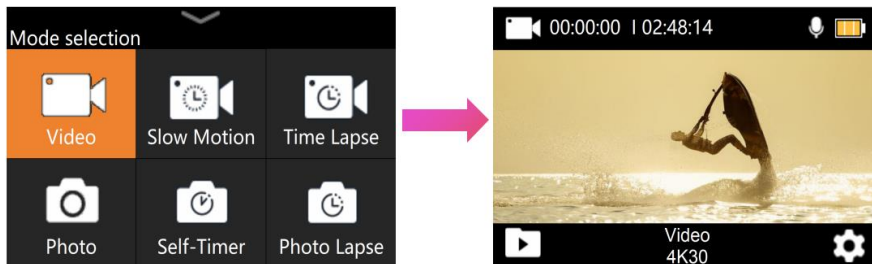 Mode selection
Video
Slow Motion
Time Lapse
Photo
Self-Timer
Photo Lapse
00:00:00 I 02:48:14
Video
4K30